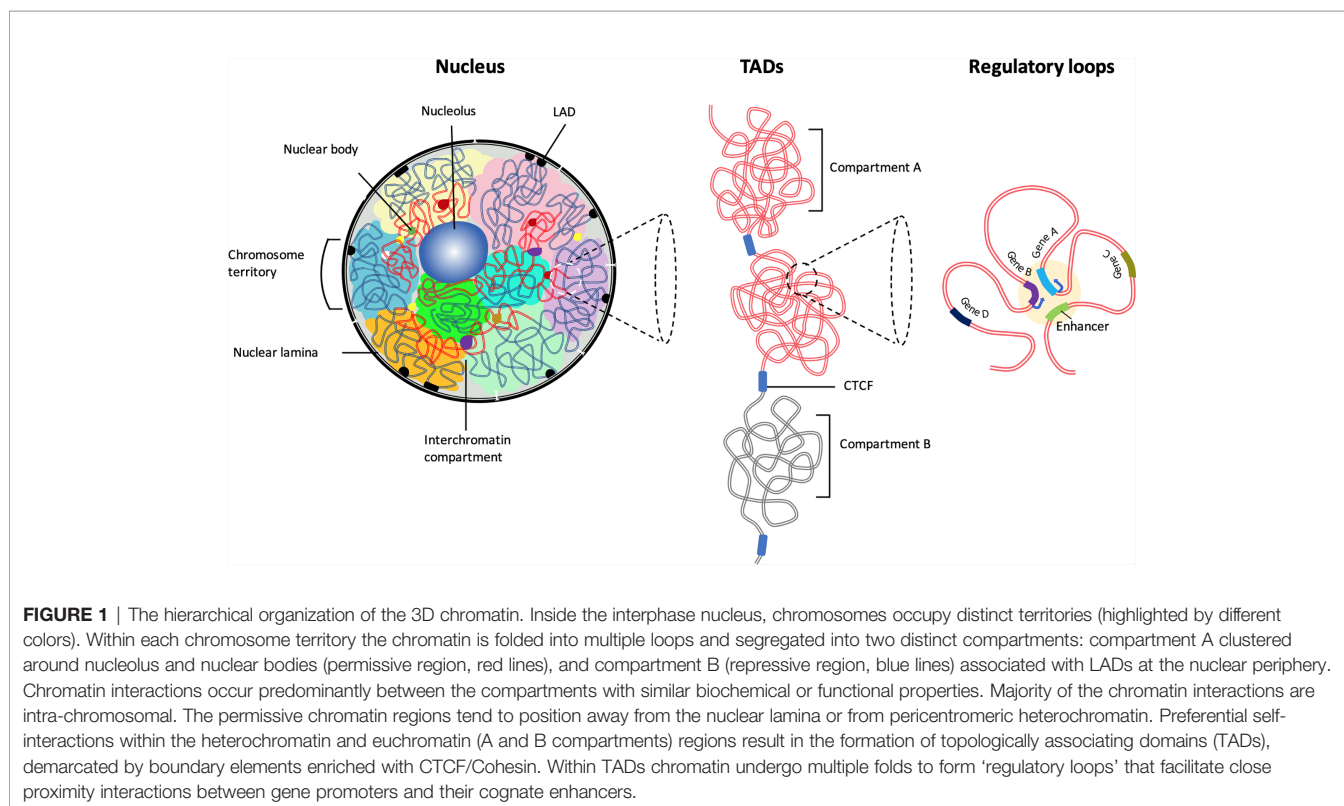 Nucleus
TADs
Regulatory loops
Nucleolus
LAD
Nuclear body
Chromosome
territory
Nuclear lamina
Interchromatin
compartment
Compartment A
CTCF
Compartment B
Gene A
Gene B
Gene C
Gene D
Enhancer
FIGURE 1 | The hierarchical organization of the 3D chromatin. Inside the interphase nucleus, chromosomes occupy distinct territories (highlighted by different
colors). Within each chromosome territory the chromatin is folded into multiple loops and segregated into two distinct compartments: compartment A clustered
around nucleolus and nuclear bodies (permissive region, red lines), and compartment B (repressive region, blue lines) associated with LADs at the nuclear periphery.
Chromatin interactions occur predominantly between the compartments with similar biochemical or functional properties. Majority of the chromatin interactions are
intra-chromosomal. The permissive chromatin regions tend to position away from the nuclear lamina or from pericentromeric heterochromatin. Preferential self-
interactions within the heterochromatin and euchromatin (A and B compartments) regions result in the formation of topologically associating domains (TADs),
demarcated by boundary elements enriched with CTCF/Cohesin. Within TADs chromatin undergo multiple folds to form ‘regulatory loops’ that facilitate close
proximity interactions between gene promoters and their cognate enhancers.